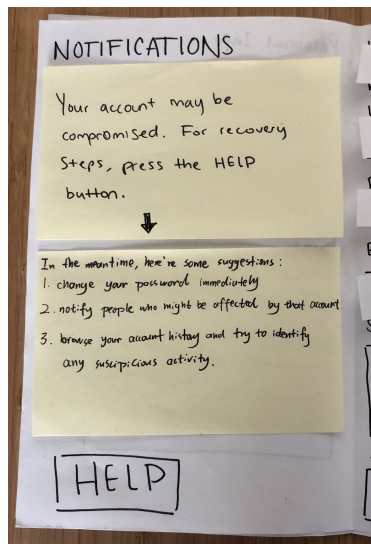 NOTIFICATIONS
Your account may be
compromised. For recovery
Steps, press the HELP
button.
In the meantime, here're some suggestions:
1. change your password immediately
2. notify people who might be affected by that account
3. browse your account history and try to identify
any suscipicious activity.
HELP